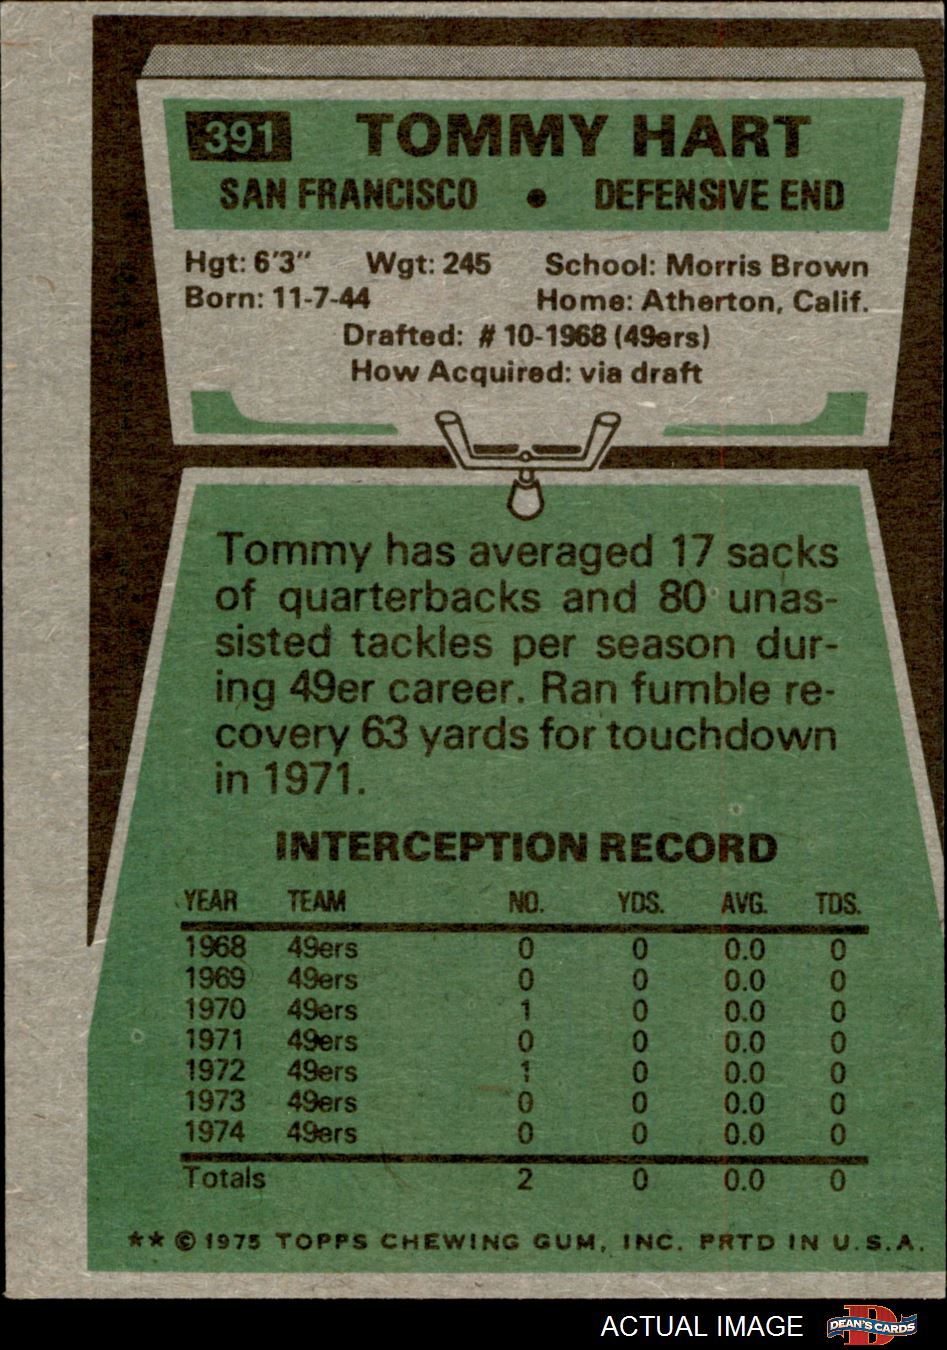 391 TOMMY HART
SAN FRANCISCO • DEFENSIVE END
Hgt: 6'3" Wgt: 245 School: Morris Brown
Born: 11-7-44 Home: Atherton, Calif.
Drafted: # 10-1968 (49ers)
How Acquired: via draft
Tommy has averaged 17 sacks
of quarterbacks and 80 unas-
sisted tackles per season dur-
ing 49er career. Ran fumble re-
covery 63 yards for touchdown
in 1971.
INTERCEPTION RECORD
YEAR TEAM NO. YDS. AVG. TDS.
1968 49ers 0 0 0.0 0
1969 49ers 0 0 0.0 0
1970 49ers 1 0 0.0 0
1971 49ers 0 0 0.0 0
1972 49ers 1 0 0.0 0
1973 49ers 0 0 0.0 0
1974 49ers 0 0 0.0 0
Totals 2 0 0.0 0
★★ © 1975 TOPPS CHEWING GUM, INC. PRTD IN U.S.A.
ACTUAL IMAGE D DEAN'S CARDS